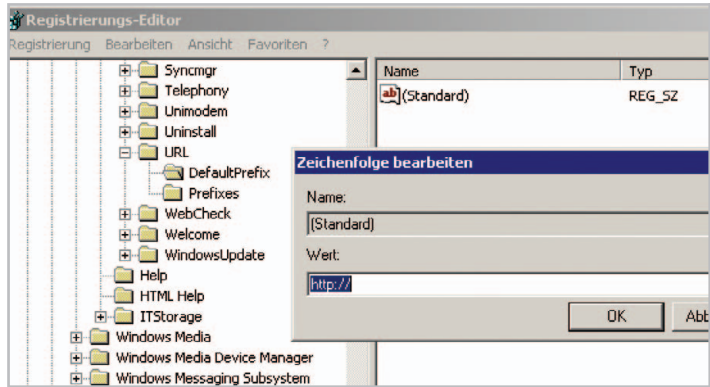 Registrierungs-Editor
Registrierung Bearbeiten Ansicht Favoriten ?
Syncmgr
Telephony
Unimodem
Uninstall
URL
DefaultPrefix
Prefixes
WebCheck
Welcome
WindowsUpdate
Help
HTML Help
ITStorage
Windows Media
Windows Media Device Manager
Windows Messaging Subsystem
Name Typ
ab (Standard) REG_SZ
Zeichenfolge bearbeiten
Name:
(Standard)
Wert:
http://
OK Abb